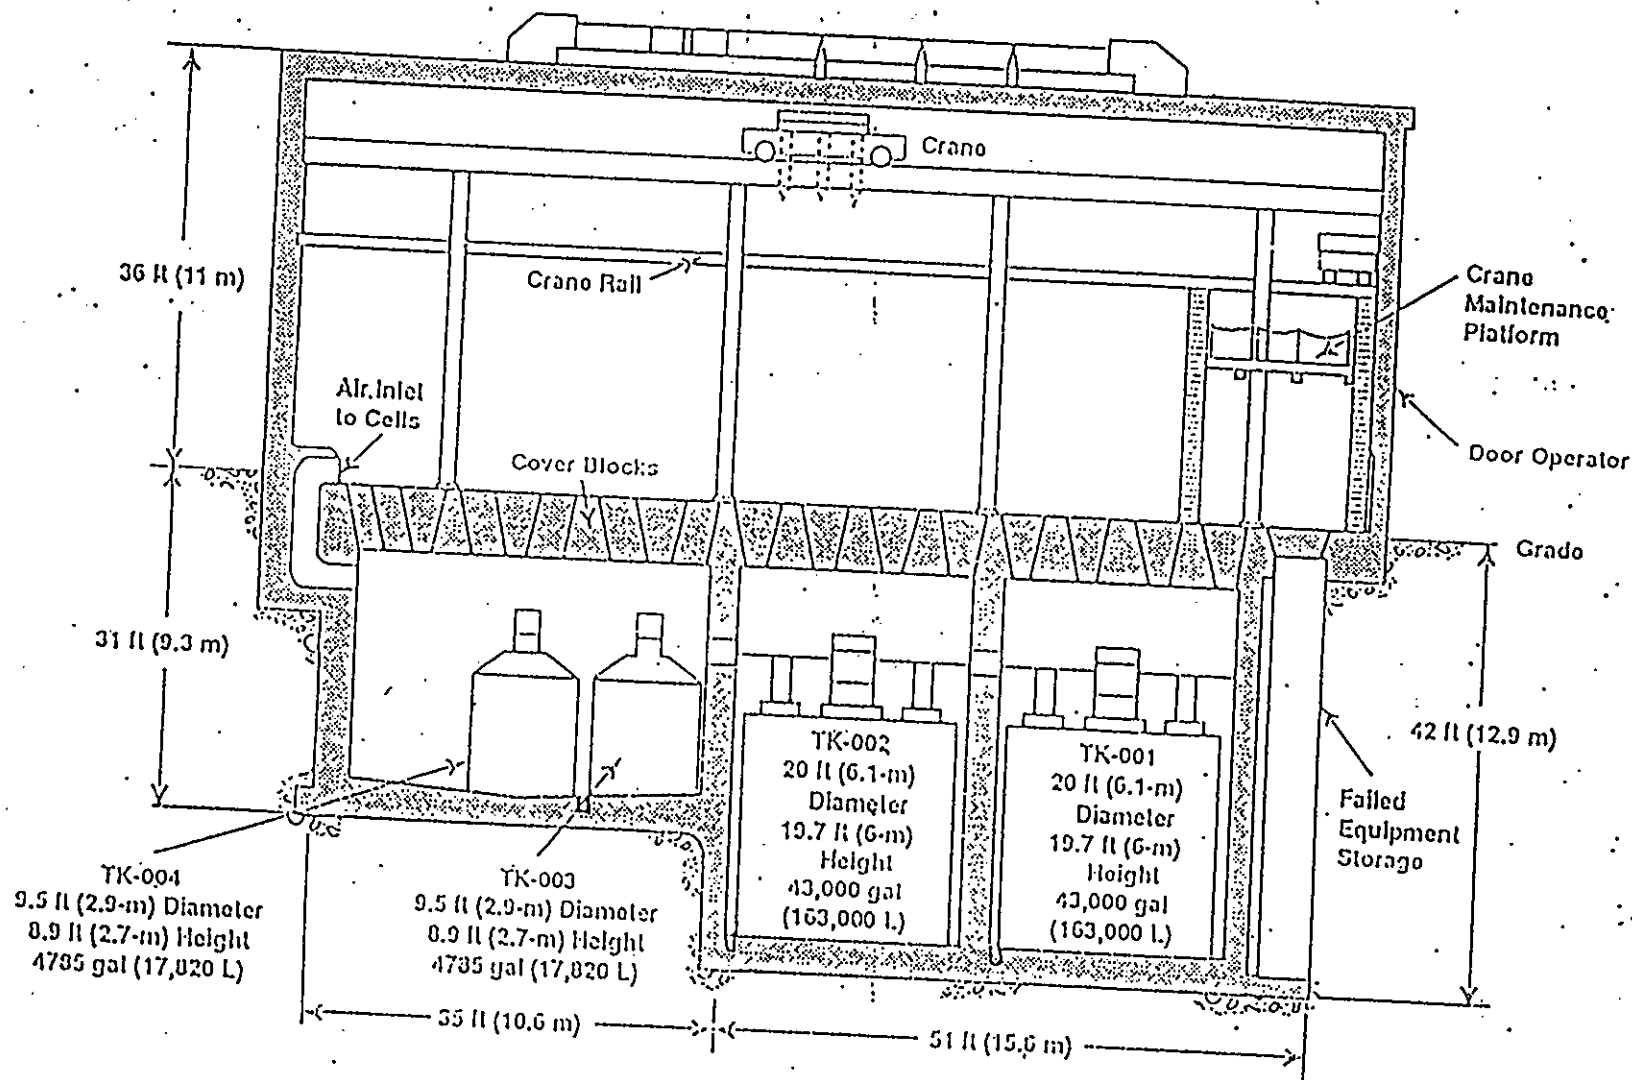 Crane
36 ft (11 m)
Crane Rail
Crane
Maintenance
Platform
Air Inlet
to Cells
Cover Blocks
Door Operator
Grade
31 ft (9.3 m)
42 ft (12.9 m)
TK-002
20 ft (6.1-m)
Diameter
19.7 ft (6-m)
Height
43,000 gal
(163,000 L)
TK-001
20 ft (6.1-m)
Diameter
19.7 ft (6-m)
Height
43,000 gal
(163,000 L)
Failed
Equipment
Storage
TK-004
9.5 ft (2.9-m) Diameter
8.9 ft (2.7-m) Height
4785 gal (17,820 L)
TK-003
9.5 ft (2.9-m) Diameter
8.9 ft (2.7-m) Height
4785 gal (17,820 L)
35 ft (10.6 m)
51 ft (15.6 m)